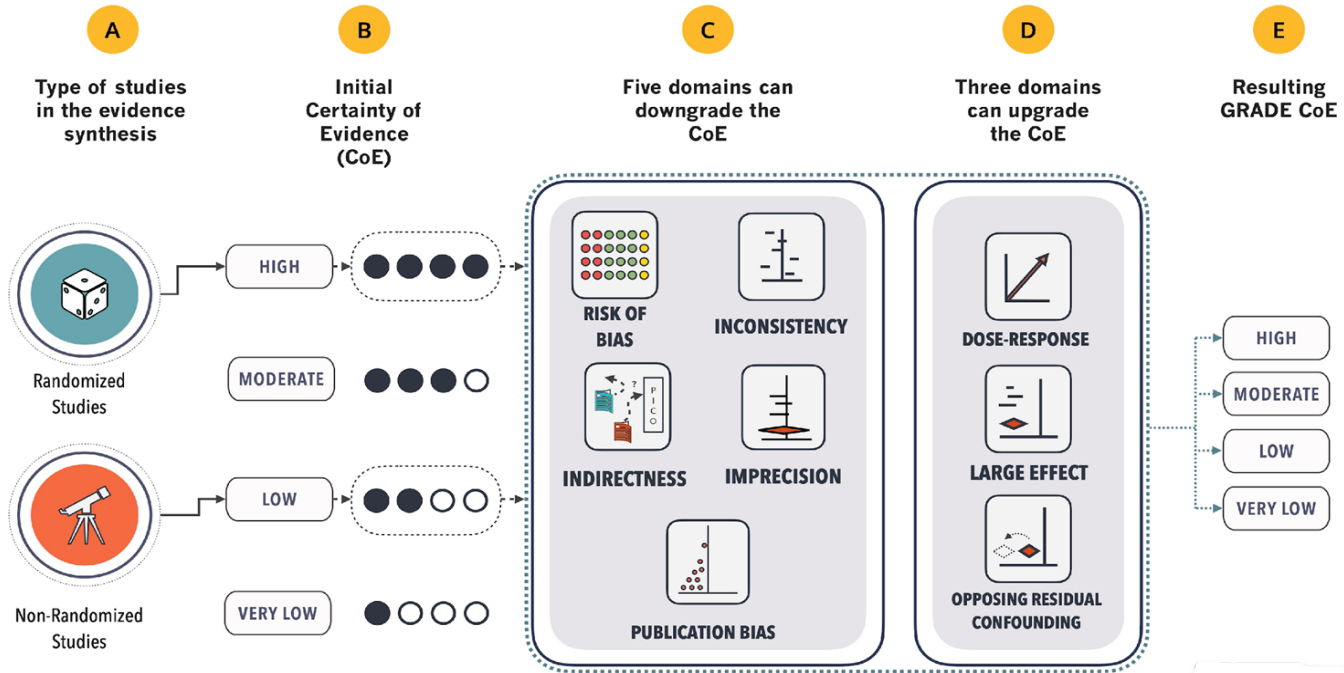 A
B
C
D
E
Type of studies
in the evidence
synthesis
Initial
Certainty of
Evidence
(CoE)
Five domains can
downgrade the
CoE
Three domains
can upgrade
the CoE
Resulting
GRADE CoE
Randomized
Studies
Non-Randomized
Studies
HIGH
MODERATE
LOW
VERY LOW
RISK OF
BIAS
INCONSISTENCY
?
P
I
C
O
INDIRECTNESS
IMPRECISION
PUBLICATION BIAS
DOSE-RESPONSE
LARGE EFFECT
OPPOSING RESIDUAL
CONFOUNDING
HIGH
MODERATE
LOW
VERY LOW